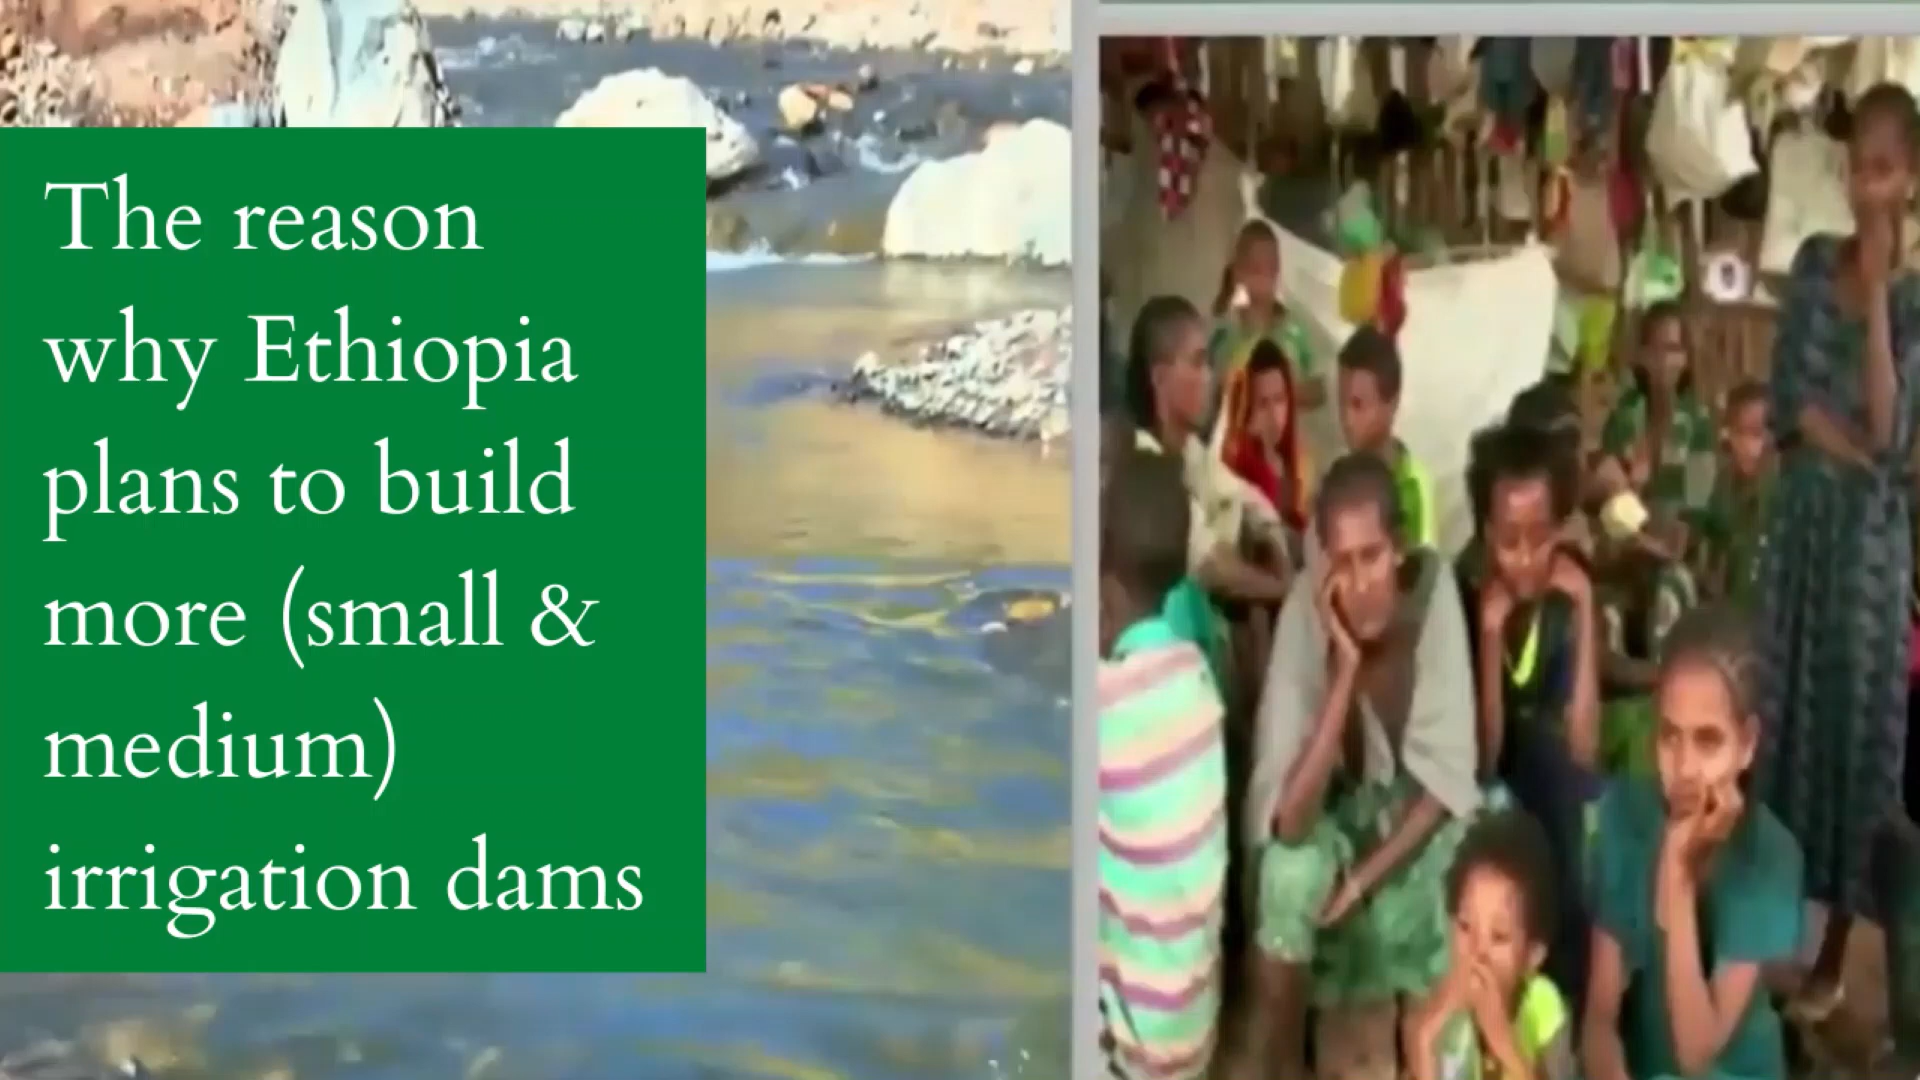 The reason
why Ethiopia
plans to build
more (small &
medium)
irrigation dams